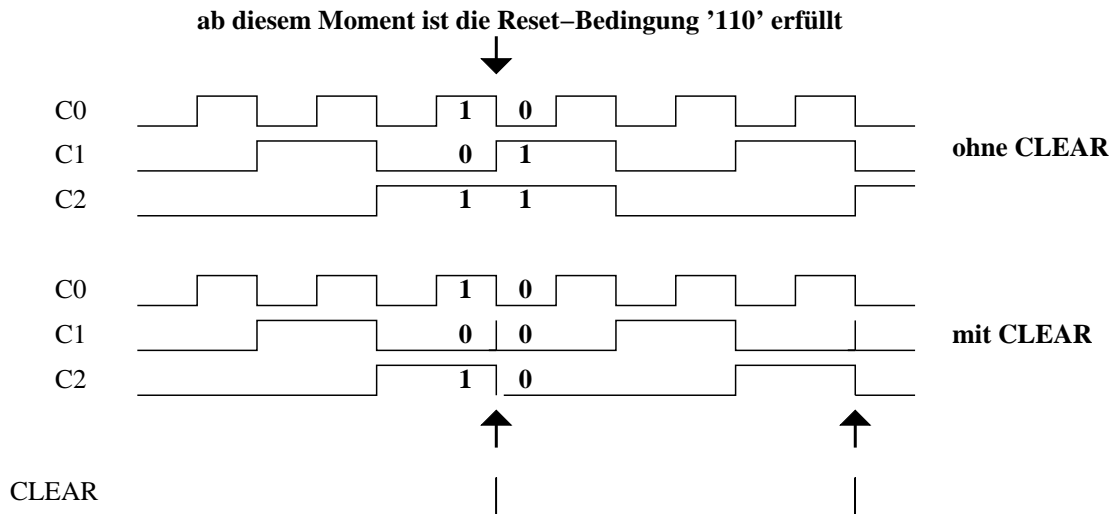 ab diesem Moment ist die Reset−Bedingung ’110’ erfüllt
C0 1 0
C1 0 1 ohne CLEAR
C2 1 1
C0 1 0
C1 0 0 mit CLEAR
C2 1 0
CLEAR